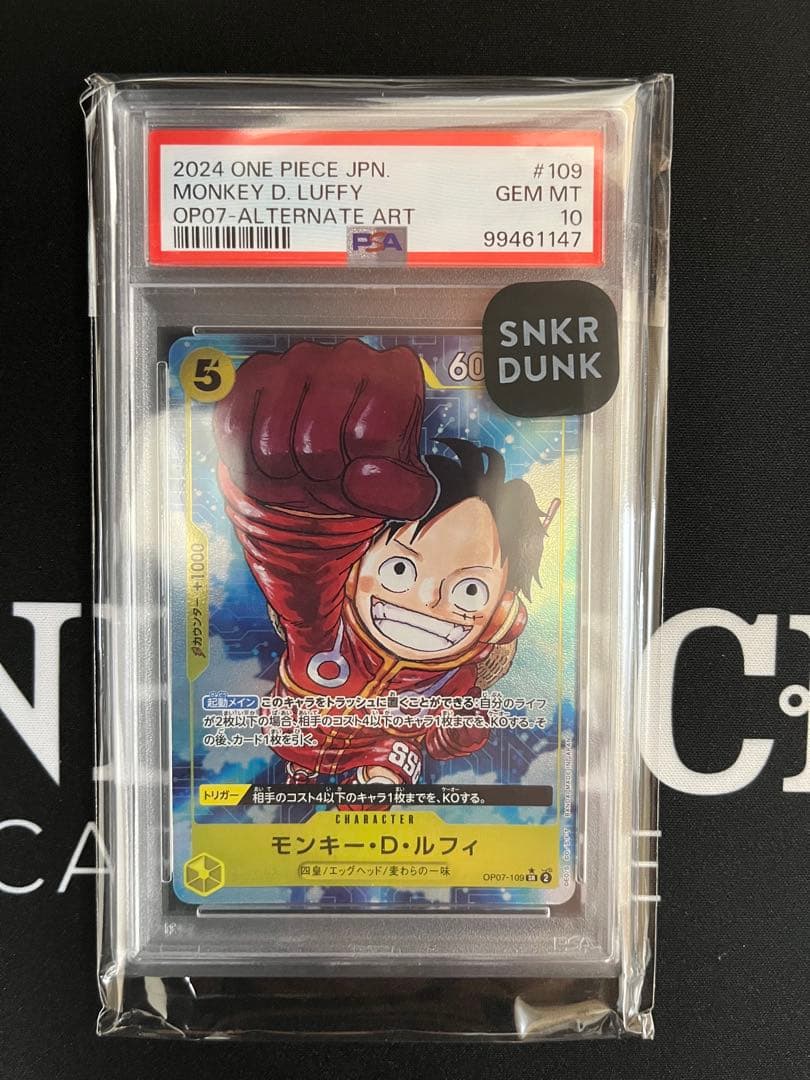 2024 ONE PIECE JPN. #109
MONKEY D. LUFFY GEM MT
OP07-ALTERNATE ART 10
PSA 99461147
SNKR
DUNK
5
60
カウンター +1000
起動メイン このキャラをトラッシュに置くことができる:自分のライフ
が2枚以下の場合、相手のコスト4以下のキャラ1枚までを、KOする。そ
の後、カード1枚を引く。
トリガー 相手のコスト4以下のキャラ1枚までを、KOする。
CHARACTER
モンキー・D・ルフィ
四皇/エッグヘッド/麦わらの一味
OP07-109 SR 2
CA
E